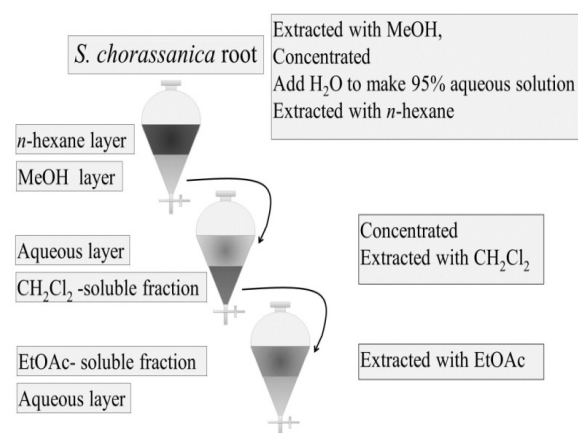 S. chorassanica root
Extracted with MeOH,
Concentrated
Add H₂O to make 95% aqueous solution
Extracted with n-hexane
n-hexane layer
MeOH layer
Aqueous layer
CH₂Cl₂ -soluble fraction
Concentrated
Extracted with CH₂Cl₂
EtOAc- soluble fraction
Aqueous layer
Extracted with EtOAc